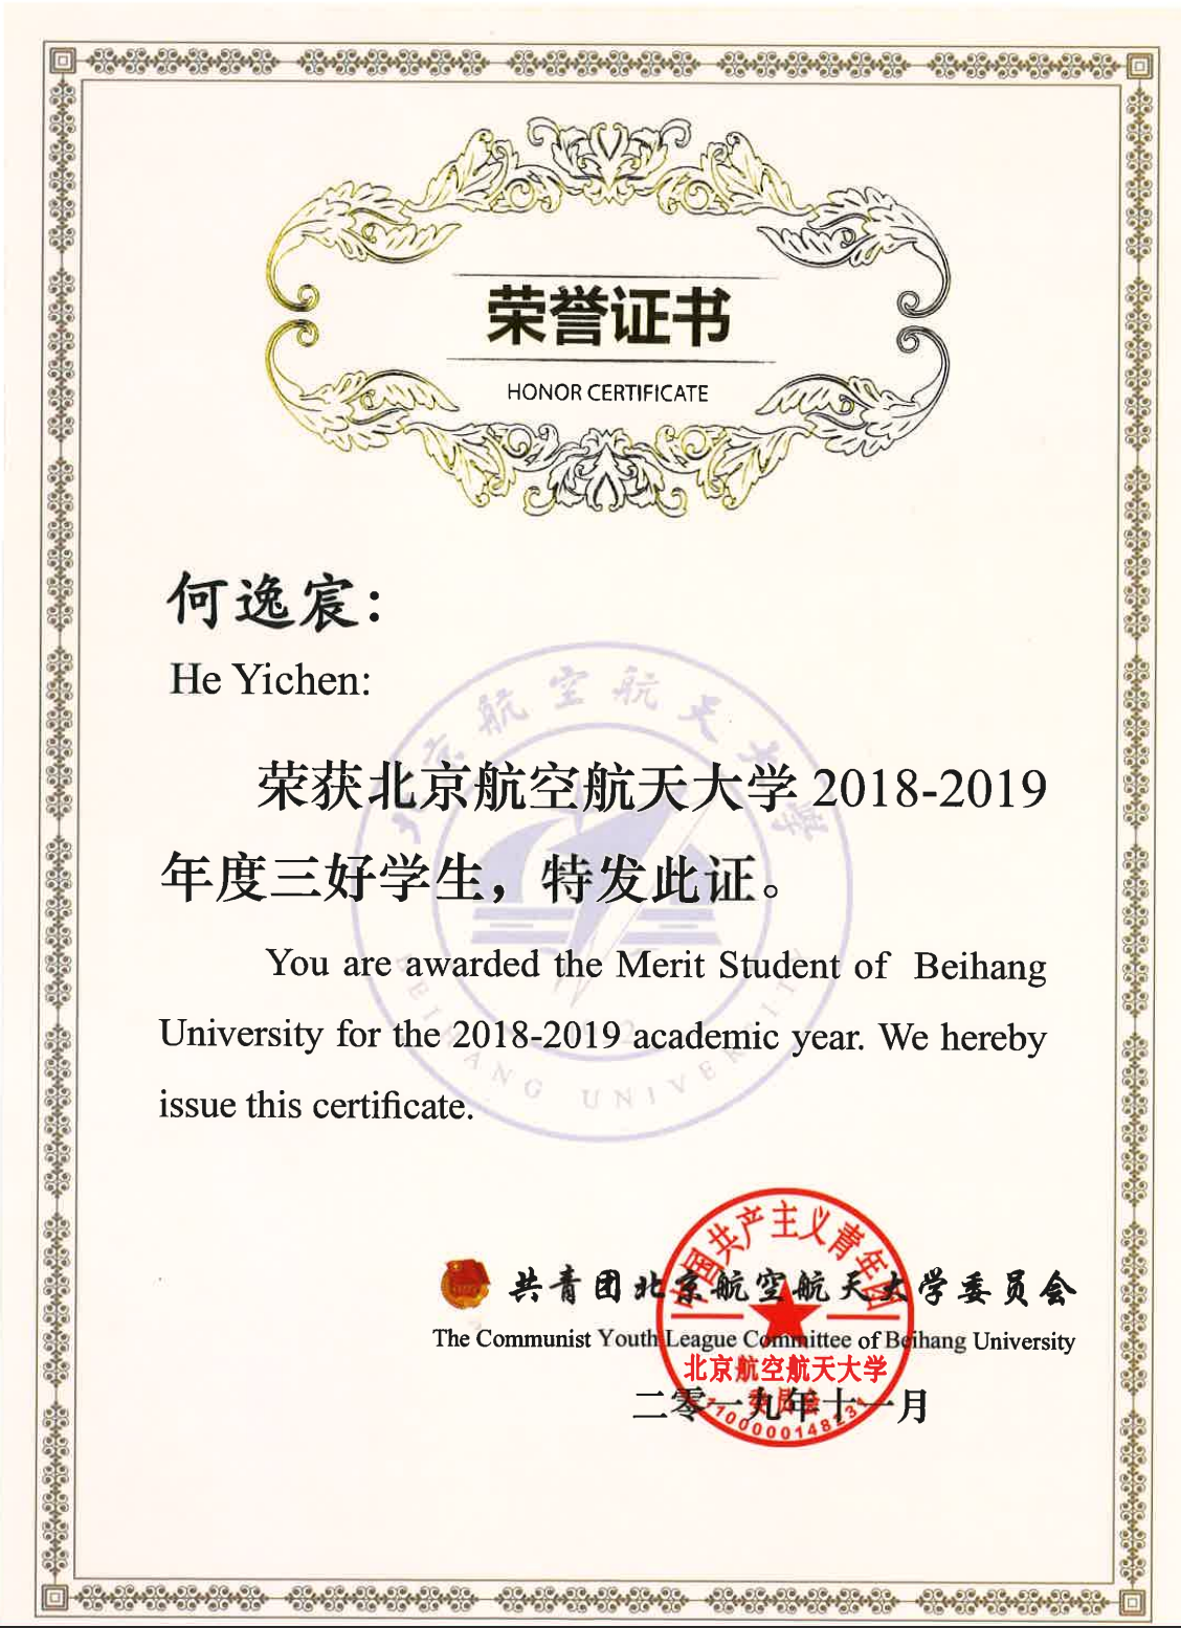 荣誉证书
HONOR CERTIFICATE
何逸宸:
He Yichen:
北京航空航天大学
荣获北京航空航天大学 2018-2019
年度三好学生，特发此证。
You are awarded the Merit Student of Beihang
University for the 2018-2019 academic year. We hereby
issue this certificate.
BEIHANG UNIVERSITY
中国共产主义青年团
共青团北京航空航天大学委员会
The Communist Youth League Committee of Beihang University
北京航空航天大学
委员会
二零一九年十一月
1100000148231